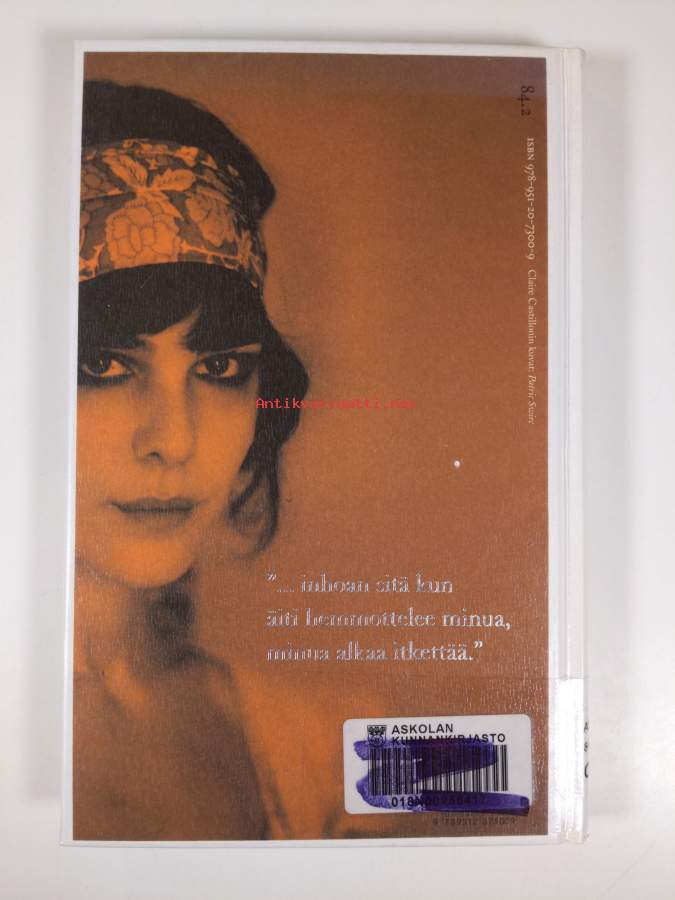 84.2
ISBN 978-951-20-7300-9 Claire Castillonin kuvat: Patric Swirc
Antikvariaatti.net
"... inhoan sitä kun
äiti hemmottelee minua,
minua alkaa itkettää."
ASKOLAN
KUNNANKIRJASTO